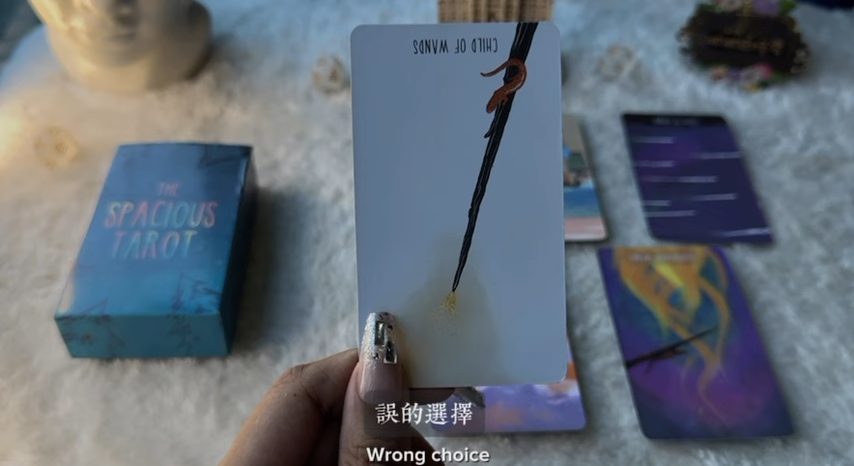 CHILD OF WANDS
THE
SPACIOUS
TAROT
誤的選擇
Wrong choice